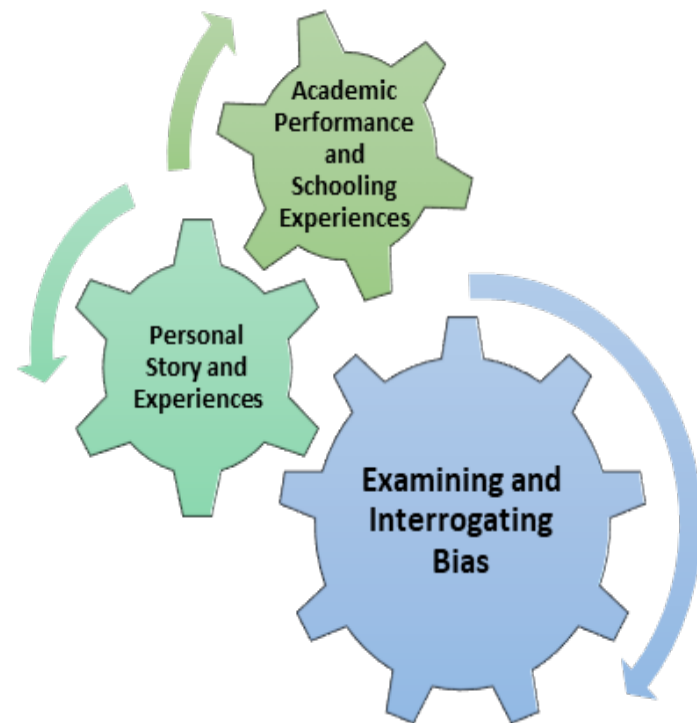 Academic
Performance
and
Schooling
Experiences
Personal
Story and
Experiences
Examining and
Interrogating
Bias